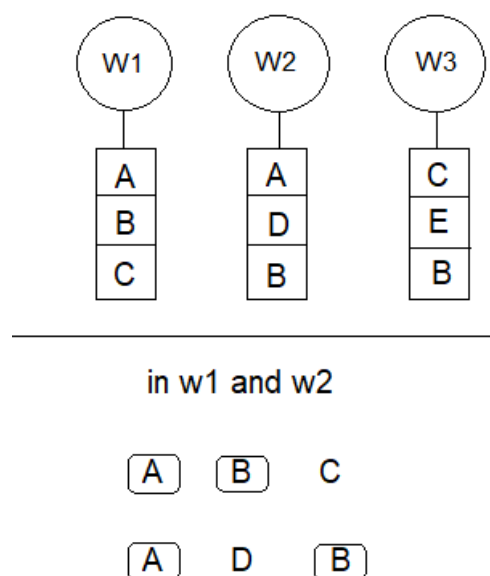 W1 W2 W3
A A C
B D E
C B B
in w1 and w2
A B C
A D B